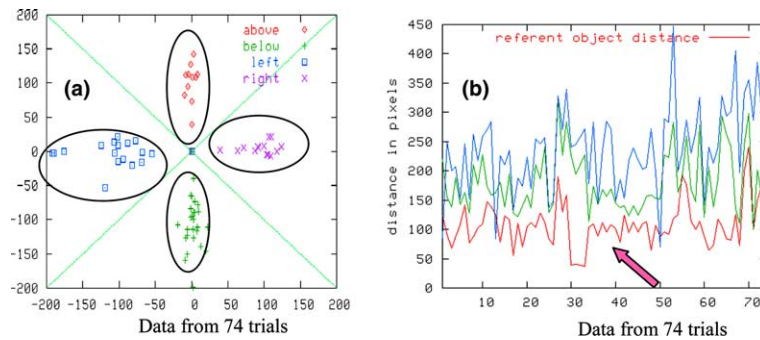 200
150
100
50
0
-50
-100
-150
-200
-200 -150 -100 -50 0 50 100 150 200
(a)
above
below
left
right
Data from 74 trials
distance in pixels
450
400
350
300
250
200
150
100
50
0
10 20 30 40 50 60 70
(b)
referent object distance
Data from 74 trials